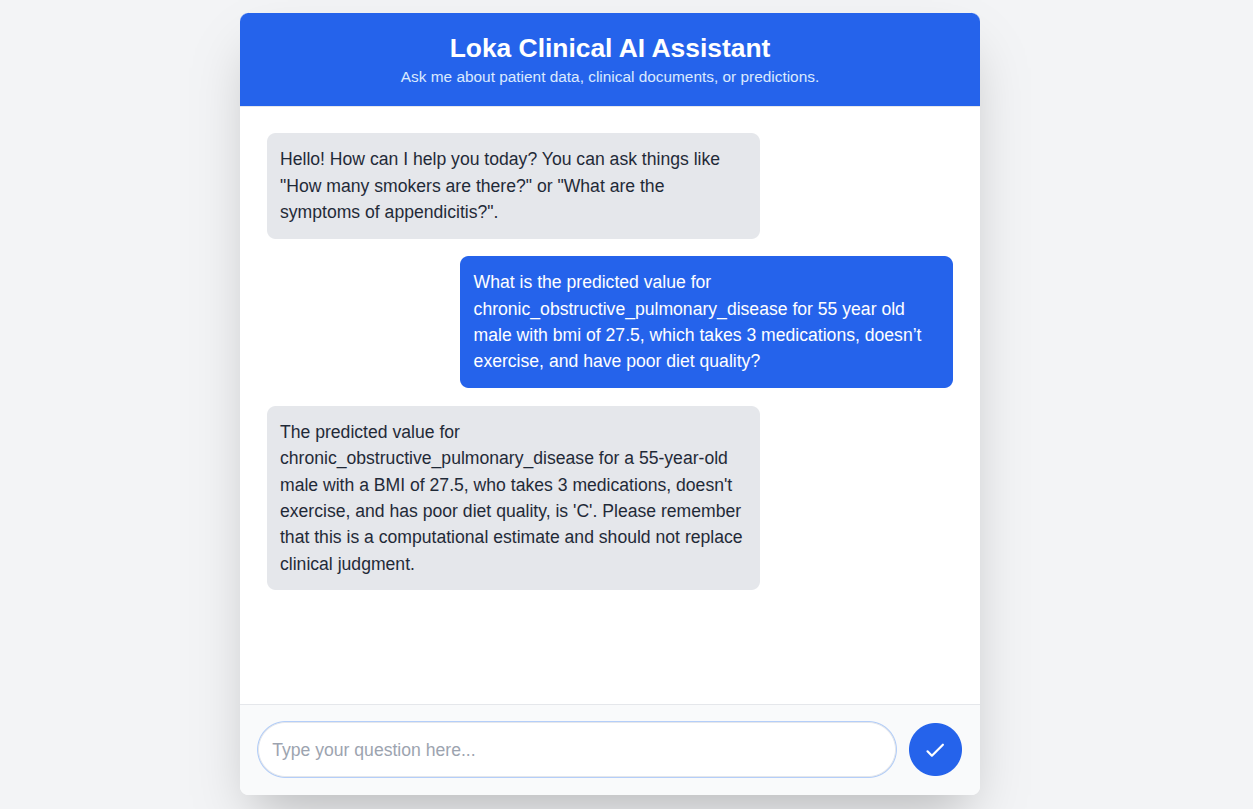 Loka Clinical AI Assistant
Ask me about patient data, clinical documents, or predictions.
Hello! How can I help you today? You can ask things like
"How many smokers are there?" or "What are the
symptoms of appendicitis?".
What is the predicted value for
chronic_obstructive_pulmonary_disease for 55 year old
male with bmi of 27.5, which takes 3 medications, doesn’t
exercise, and have poor diet quality?
The predicted value for
chronic_obstructive_pulmonary_disease for a 55-year-old
male with a BMI of 27.5, who takes 3 medications, doesn't
exercise, and has poor diet quality, is 'C'. Please remember
that this is a computational estimate and should not replace
clinical judgment.
Type your question here...